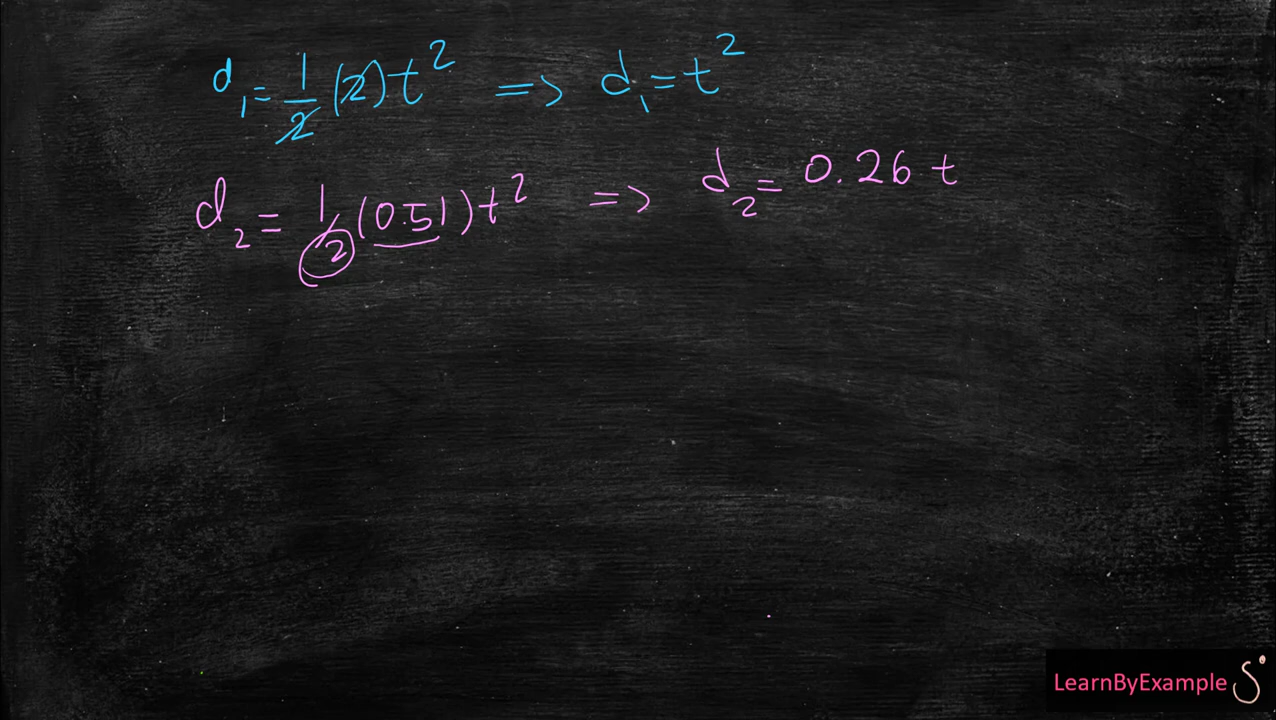 d₁ = 1/2 (2) t² => d₁ = t²
d₂ = 1/2 (0.51) t² => d₂ = 0.26 t
LearnByExample S